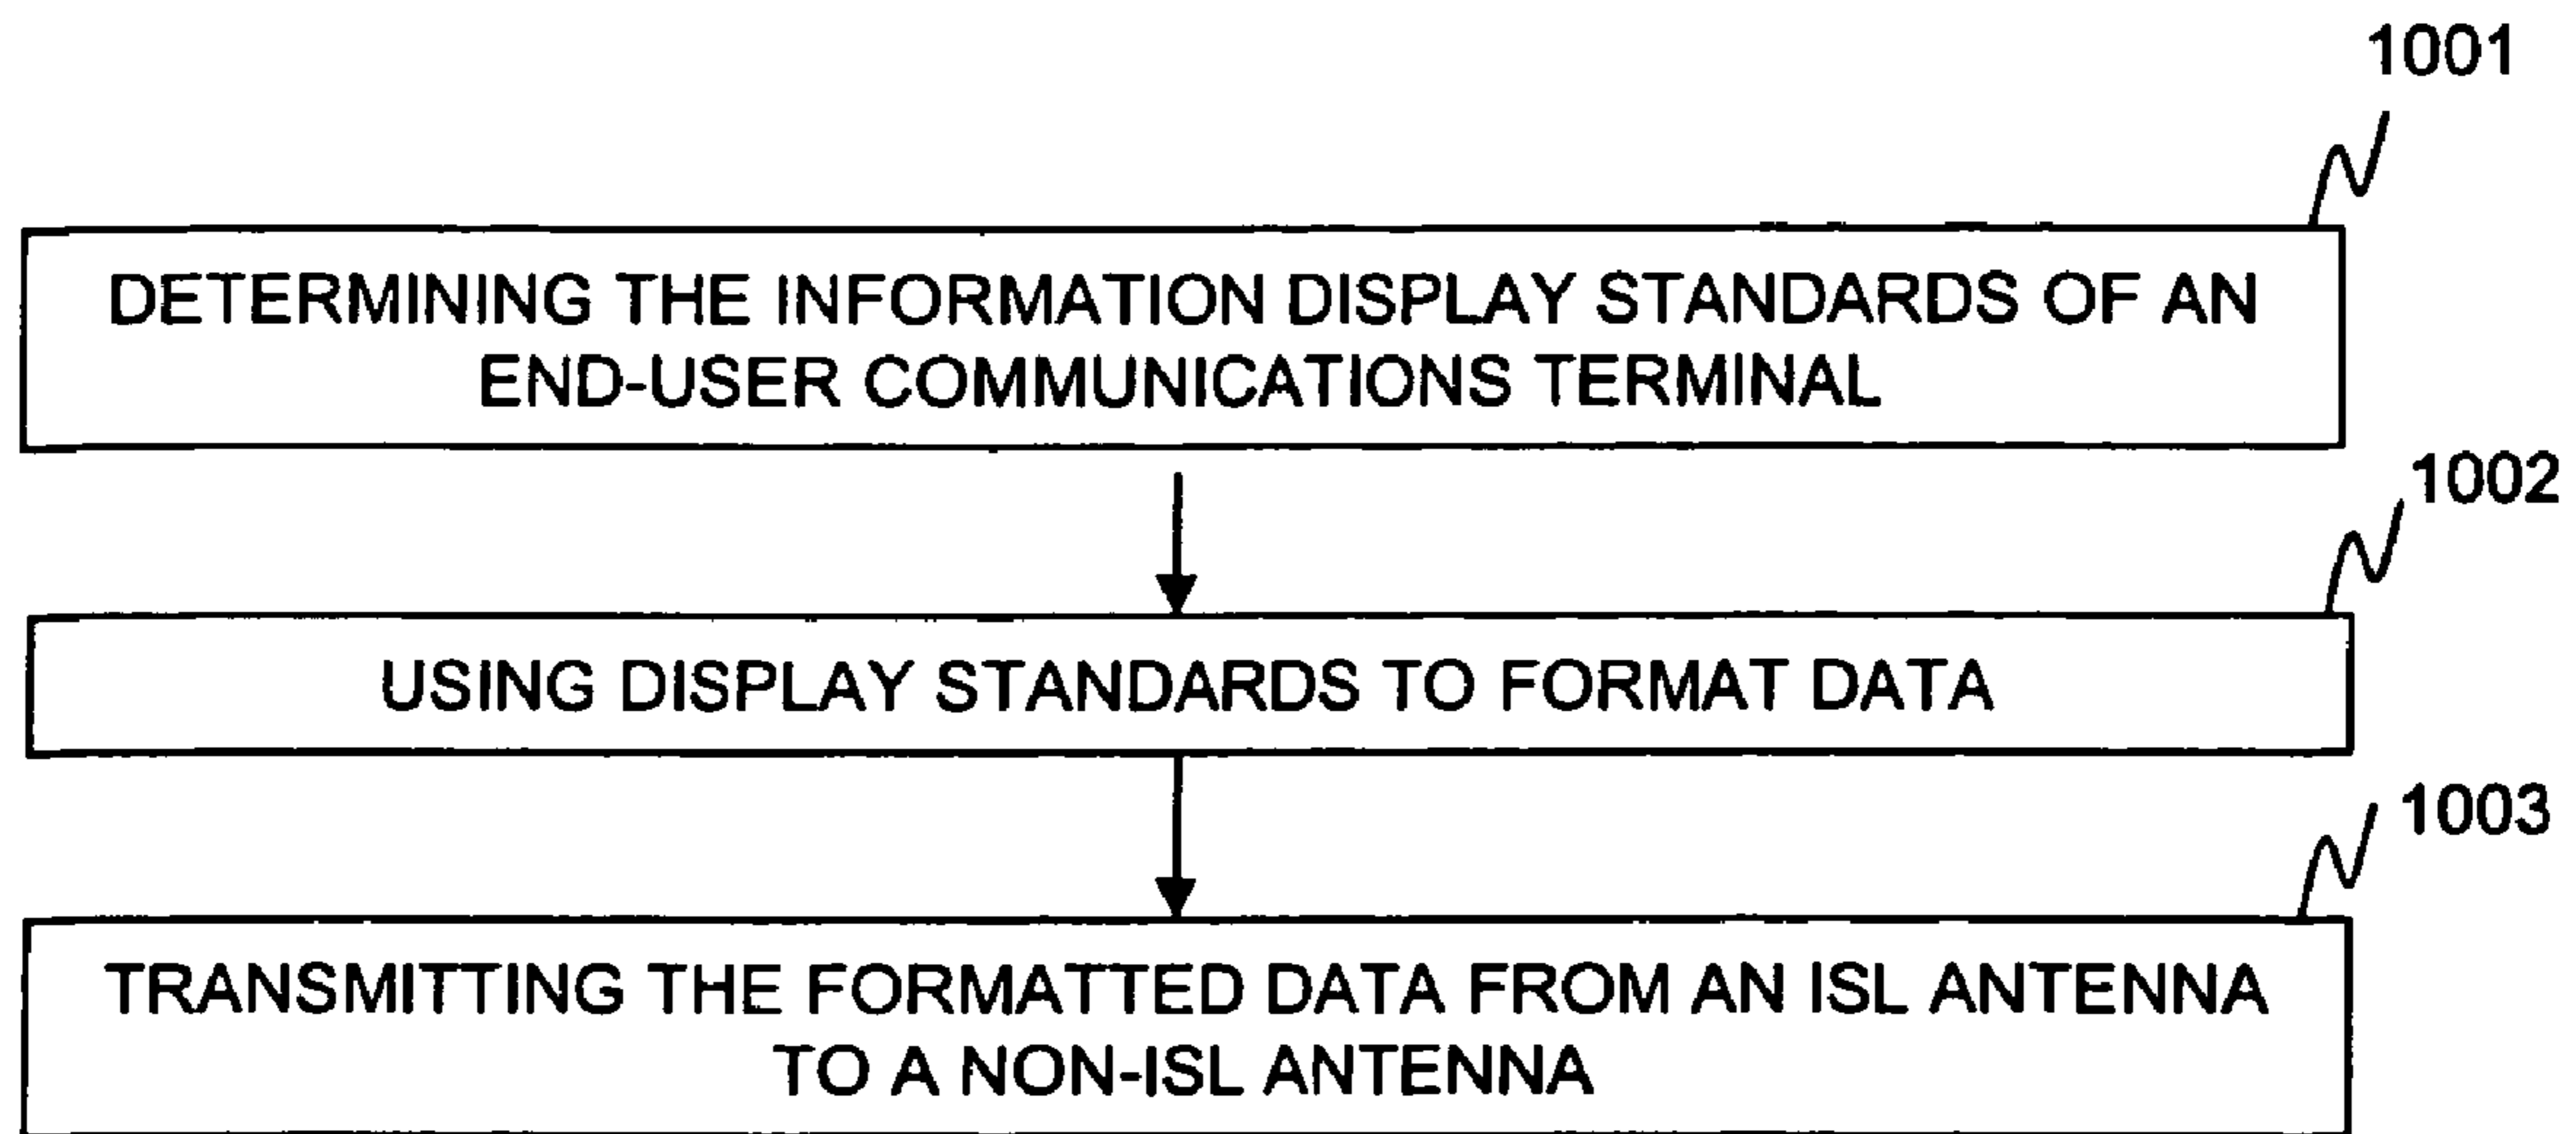 1001
DETERMINING THE INFORMATION DISPLAY STANDARDS OF AN
END-USER COMMUNICATIONS TERMINAL
1002
USING DISPLAY STANDARDS TO FORMAT DATA
1003
TRANSMITTING THE FORMATTED DATA FROM AN ISL ANTENNA
TO A NON-ISL ANTENNA